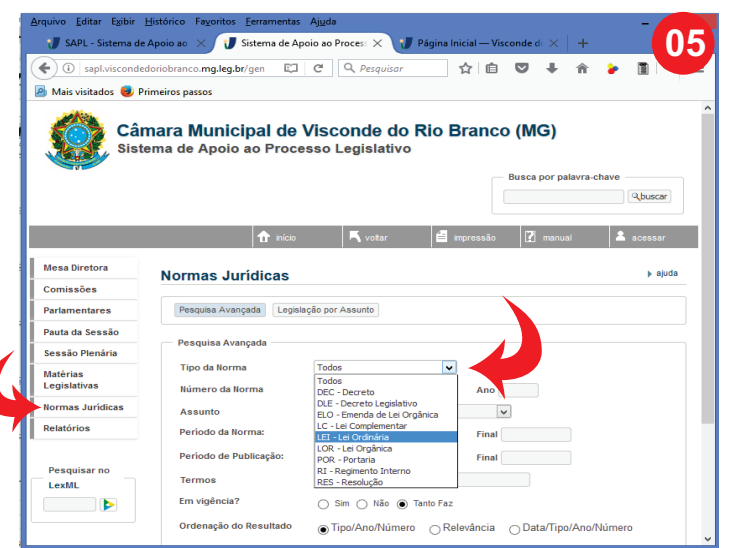 Arquivo Editar Exibir Histórico Favoritos Ferramentas Ajuda
SAPL - Sistema de Apoio ao
Sistema de Apoio ao Proces
Página Inicial — Visconde d
05
sapl.viscondedoriobranco.mg.leg.br/gen
Pesquisar
Mais visitados Primeiros passos
Câmara Municipal de Visconde do Rio Branco (MG)
Sistema de Apoio ao Processo Legislativo
Busca por palavra-chave
buscar
início voltar impressão manual acessar
Mesa Diretora
Comissões
Parlamentares
Pauta da Sessão
Sessão Plenária
Matérias
Legislativas
Normas Jurídicas
Relatórios
Pesquisar no
LexML
Normas Jurídicas
ajuda
Pesquisa Avançada Legislação por Assunto
Pesquisa Avançada
Tipo da Norma Todos
Todos
DEC - Decreto
DLE - Decreto Legislativo
ELO - Emenda de Lei Orgânica
LC - Lei Complementar
LEI - Lei Ordinária
LOR - Lei Orgânica
POR - Portaria
RI - Regimento Interno
RES - Resolução
Número da Norma Ano
Assunto
Período da Norma: Final
Período de Publicação: Final
Termos
Em vigência? Sim Não Tanto Faz
Ordenação do Resultado Tipo/Ano/Número Relevância Data/Tipo/Ano/Número